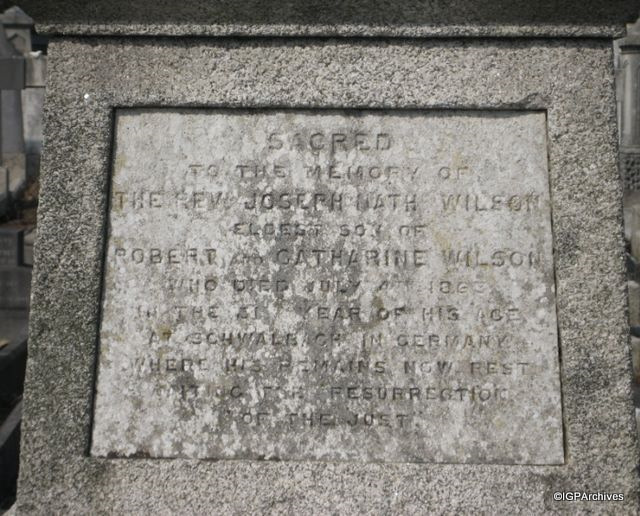 SACRED
TO THE MEMORY OF
THE REV. JOSEPH NATH. WILSON
ELDEST SON OF
ROBERT AND CATHARINE WILSON
WHO DIED JULY 4TH
IN THE YEAR OF HIS AGE
AT SCHWALBACH IN GERMANY
WHERE HIS REMAINS NOW REST
RESURRECTION
OF THE JUST.
©IGPArchives